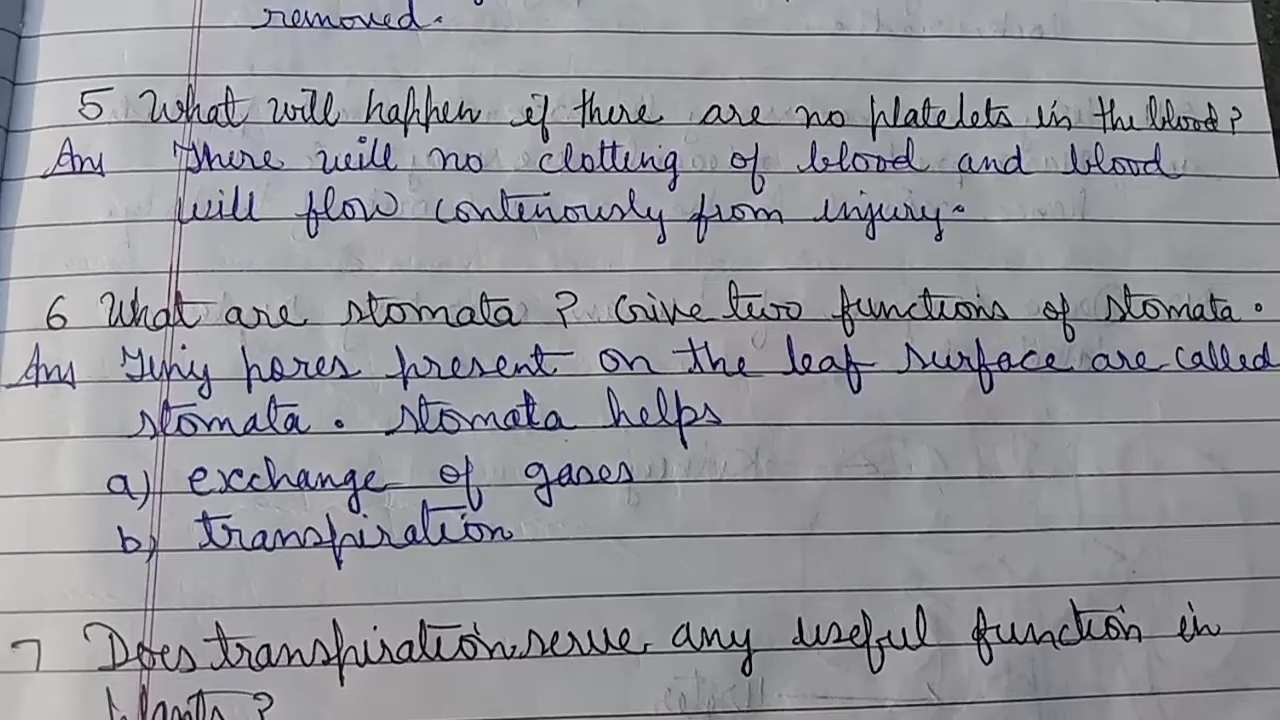 removed.
5 What will happen if there are no platelets in the blood?
Ans There will no clotting of blood and blood
will flow contenously from injury.
6 What are stomata? Give two functions of stomata.
Ans Tiny pores present on the leaf surface are called
stomata. stomata helps
a) exchange of gases
b) transpiration
7 Does transpiration serve any useful function in
plants?